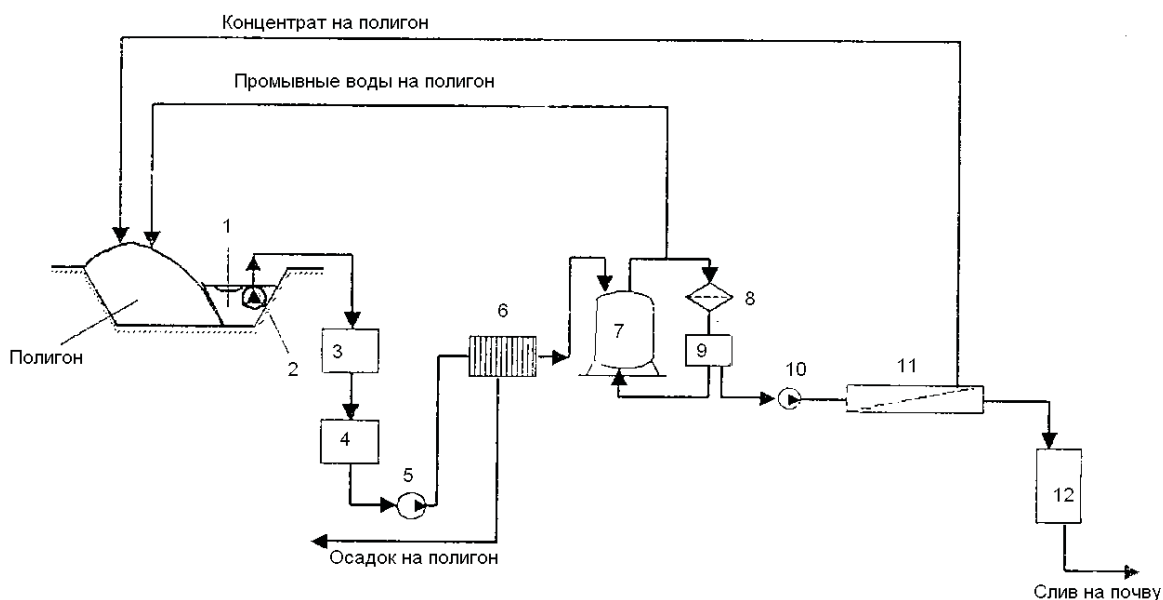 Концентрат на полигон
Промывные воды на полигон
1
6
8
7
3
9
Полигон
2
10
11
4
5
12
Осадок на полигон
Слив на почву